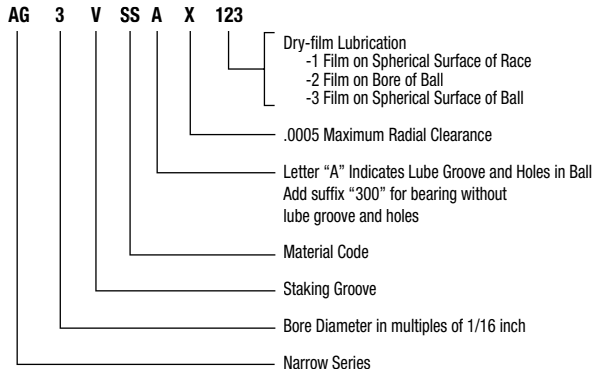 AG 3 V SS A X 123
Dry-film Lubrication
-1 Film on Spherical Surface of Race
-2 Film on Bore of Ball
-3 Film on Spherical Surface of Ball
.0005 Maximum Radial Clearance
Letter “A” Indicates Lube Groove and Holes in Ball
Add suffix “300” for bearing without
lube groove and holes
Material Code
Staking Groove
Bore Diameter in multiples of 1/16 inch
Narrow Series